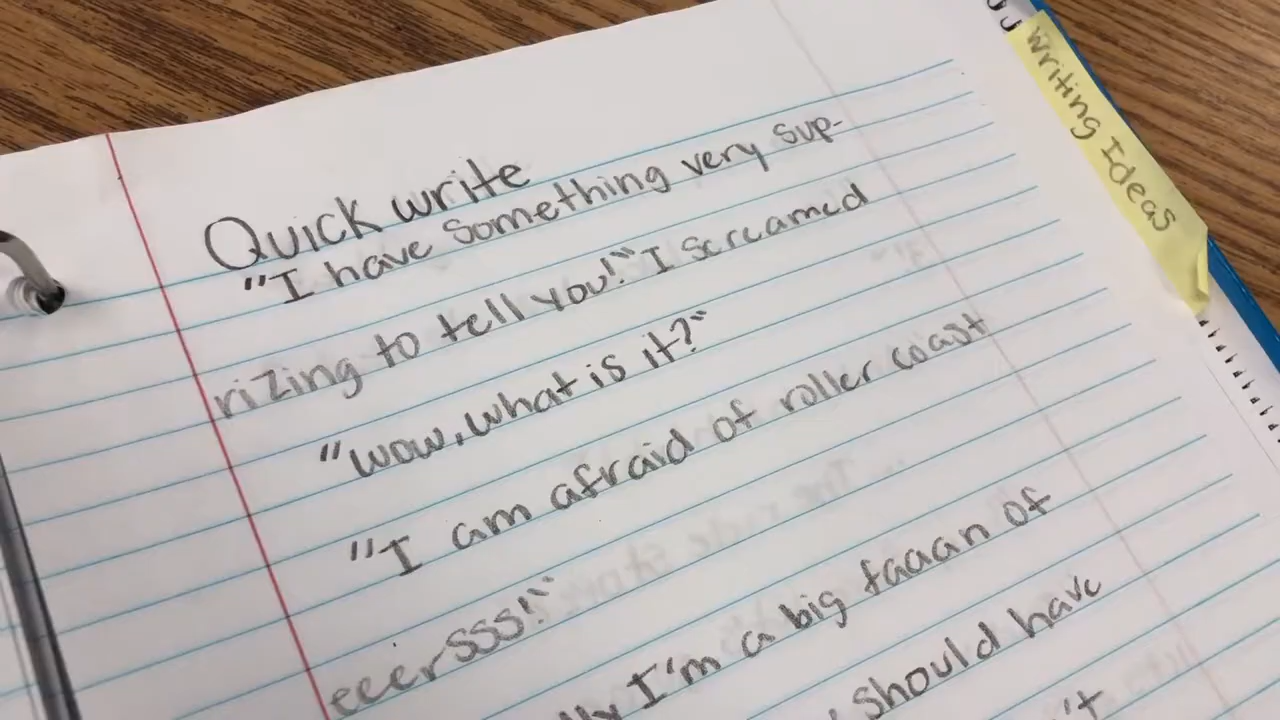 Quick write
"I have something very sup-
rizing to tell you!" I screamed
"wow, what is it?"
"I am afraid of roller coast
eeersss!"
I'm a big faaan of
should have
Writing Ideas